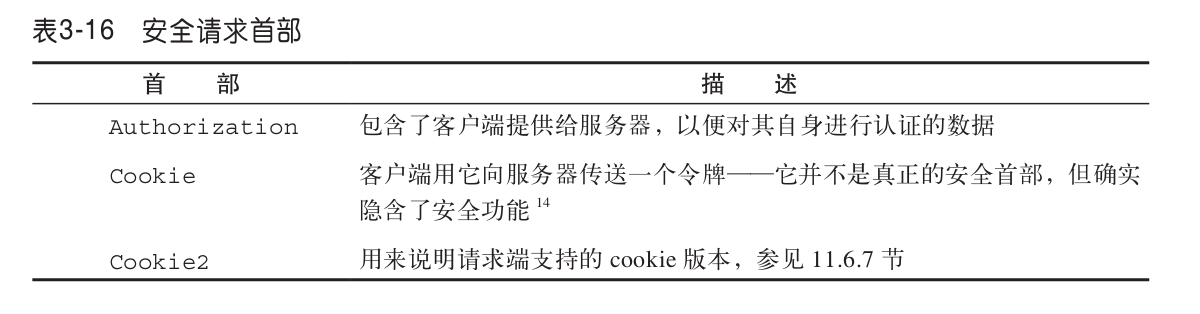 表3-16 安全请求首部
首 部 描 述
Authorization 包含了客户端提供给服务器，以便对其自身进行认证的数据
Cookie 客户端用它向服务器传送一个令牌——它并不是真正的安全首部，但确实
隐含了安全功能 14
Cookie2 用来说明请求端支持的 cookie 版本，参见 11.6.7 节